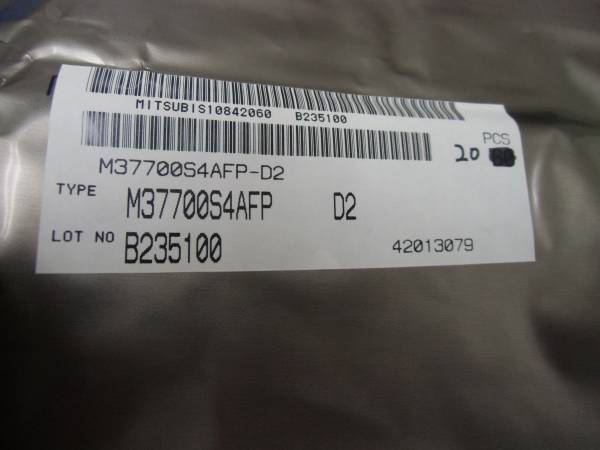 MITSUBIS10842060 B235100
PCS
20
M37700S4AFP-D2
TYPE M37700S4AFP D2
LOT NO B235100 42013079